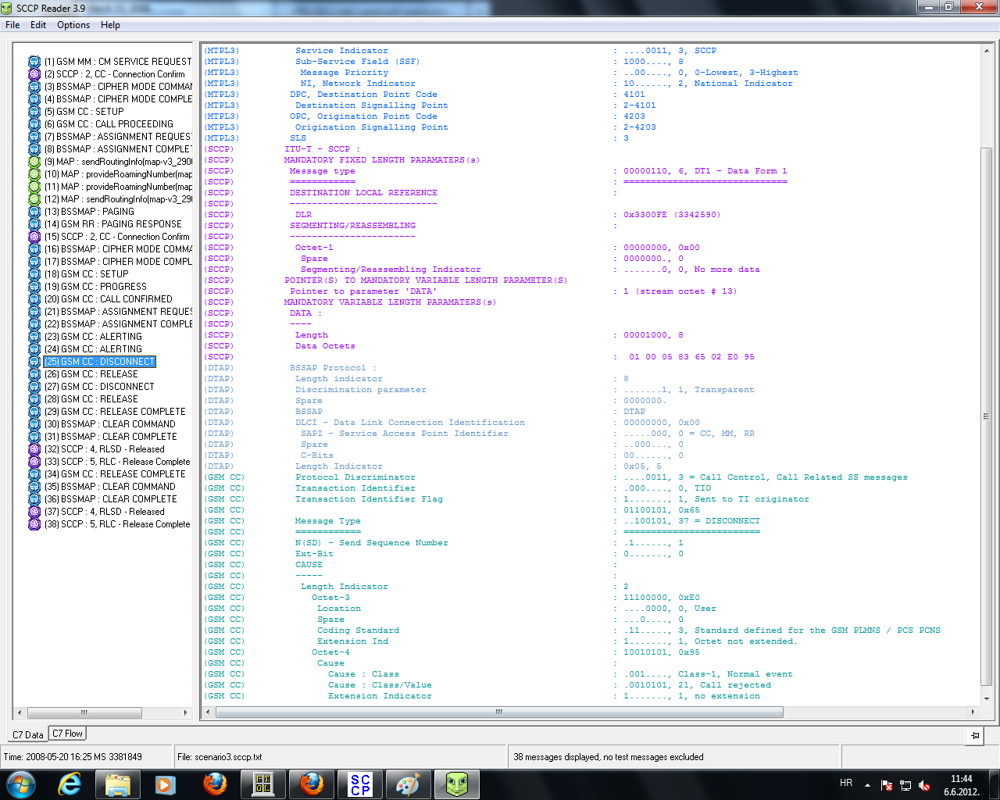 SCCP Reader 3.9
File Edit Options Help
(1) GSM MM : CM SERVICE REQUEST
(2) SCCP : 2, CC - Connection Confirm
(3) BSSMAP : CIPHER MODE COMMAN
(4) BSSMAP : CIPHER MODE COMPLE
(5) GSM CC : SETUP
(6) GSM CC : CALL PROCEEDING
(7) BSSMAP : ASSIGNMENT REQUEST
(8) BSSMAP : ASSIGNMENT COMPLET
(9) MAP : sendRoutingInfo(map-v3_290
(10) MAP : provideRoamingNumber(map
(11) MAP : provideRoamingNumber(map
(12) MAP : sendRoutingInfo(map-v3_290
(13) BSSMAP : PAGING
(14) GSM RR : PAGING RESPONSE
(15) SCCP : 2, CC - Connection Confirm
(16) BSSMAP : CIPHER MODE COMMA
(17) BSSMAP : CIPHER MODE COMPL
(18) GSM CC : SETUP
(19) GSM CC : PROGRESS
(20) GSM CC : CALL CONFIRMED
(21) BSSMAP : ASSIGNMENT REQUES
(22) BSSMAP : ASSIGNMENT COMPLE
(23) GSM CC : ALERTING
(24) GSM CC : ALERTING
(25) GSM CC : DISCONNECT
(26) GSM CC : RELEASE
(27) GSM CC : DISCONNECT
(28) GSM CC : RELEASE
(29) GSM CC : RELEASE COMPLETE
(30) BSSMAP : CLEAR COMMAND
(31) BSSMAP : CLEAR COMPLETE
(32) SCCP : 4, RLSD - Released
(33) SCCP : 5, RLC - Release Complete
(34) GSM CC : RELEASE COMPLETE
(35) BSSMAP : CLEAR COMMAND
(36) BSSMAP : CLEAR COMPLETE
(37) SCCP : 4, RLSD - Released
(38) SCCP : 5, RLC - Release Complete
(MTPL3) Service Indicator : ....0011, 3, SCCP
(MTPL3) Sub-Service Field (SSF) : 1000...., 8
(MTPL3) Message Priority : ..00...., 0, 0-Lowest, 3-Highest
(MTPL3) NI, Network Indicator : 10......, 2, National Indicator
(MTPL3) DPC, Destination Point Code : 4101
(MTPL3) Destination Signalling Point : 2-4101
(MTPL3) OPC, Origination Point Code : 4203
(MTPL3) Origination Signalling Point : 2-4203
(MTPL3) SLS : 3
(SCCP) ITU-T - SCCP :
(SCCP) MANDATORY FIXED LENGTH PARAMATERS(s)
(SCCP) Message type : 00000110, 6, DT1 - Data Form 1
(SCCP) ============ : ==============================
(SCCP) DESTINATION LOCAL REFERENCE :
(SCCP) ---------------------------
(SCCP) DLR : 0x3300FE (3342590)
(SCCP) SEGMENTING/REASSEMBLING :
(SCCP) -----------------------
(SCCP) Octet-1 : 00000000, 0x00
(SCCP) Spare : 0000000., 0
(SCCP) Segmenting/Reassembling Indicator : .......0, 0, No more data
(SCCP) POINTER(S) TO MANDATORY VARIABLE LENGTH PARAMETER(S)
(SCCP) Pointer to parameter 'DATA' : 1 (stream octet # 13)
(SCCP) MANDATORY VARIABLE LENGTH PARAMATERS(s)
(SCCP) DATA :
(SCCP) ----
(SCCP) Length : 00001000, 8
(SCCP) Data Octets
(SCCP) : 01 00 05 83 65 02 E0 95
(DTAP) BSSAP Protocol :
(DTAP) Length indicator : 8
(DTAP) Discrimination parameter : .......1, 1, Transparent
(DTAP) Spare : 0000000.
(DTAP) BSSAP : DTAP
(DTAP) DLCI - Data Link Connection Identification : 00000000, 0x00
(DTAP) SAPI - Service Access Point Identifier : .....000, 0 = CC, MM, RR
(DTAP) Spare : ..000..., 0
(DTAP) C-Bits : 00......, 0
(DTAP) Length Indicator : 0x05, 5
(GSM CC) Protocol Discriminator : ....0011, 3 = Call Control, Call Related SS messages
(GSM CC) Transaction Identifier : .000...., 0, TIO
(GSM CC) Transaction Identifier Flag : 1......., 1, Sent to TI originator
(GSM CC) : 01100101, 0x65
(GSM CC) Message Type : ..100101, 37 = DISCONNECT
(GSM CC) ============ : =========================
(GSM CC) N(SD) - Send Sequence Number : .1......, 1
(GSM CC) Ext-Bit : 0......., 0
(GSM CC) CAUSE :
(GSM CC) ----- :
(GSM CC) Length Indicator : 2
(GSM CC) Octet-3 : 11100000, 0xE0
(GSM CC) Location : ....0000, 0, User
(GSM CC) Spare : ...0...., 0
(GSM CC) Coding Standard : .11....., 3, Standard defined for the GSM PLMNS / PCS PCNS
(GSM CC) Extension Ind : 1......., 1, Octet not extended.
(GSM CC) Octet-4 : 10010101, 0x95
(GSM CC) Cause :
(GSM CC) Cause : Class : .001...., Class-1, Normal event
(GSM CC) Cause : Class/Value : .0010101, 21, Call rejected
(GSM CC) Extension Indicator : 1......., 1, no extension
C7 Data C7 Flow
Time: 2008-05-20 16:25 MS 3381849 File: scenario3.sccp.txt 38 messages displayed, no test messages excluded
SC
CP
HR
11:44
6.6.2012.